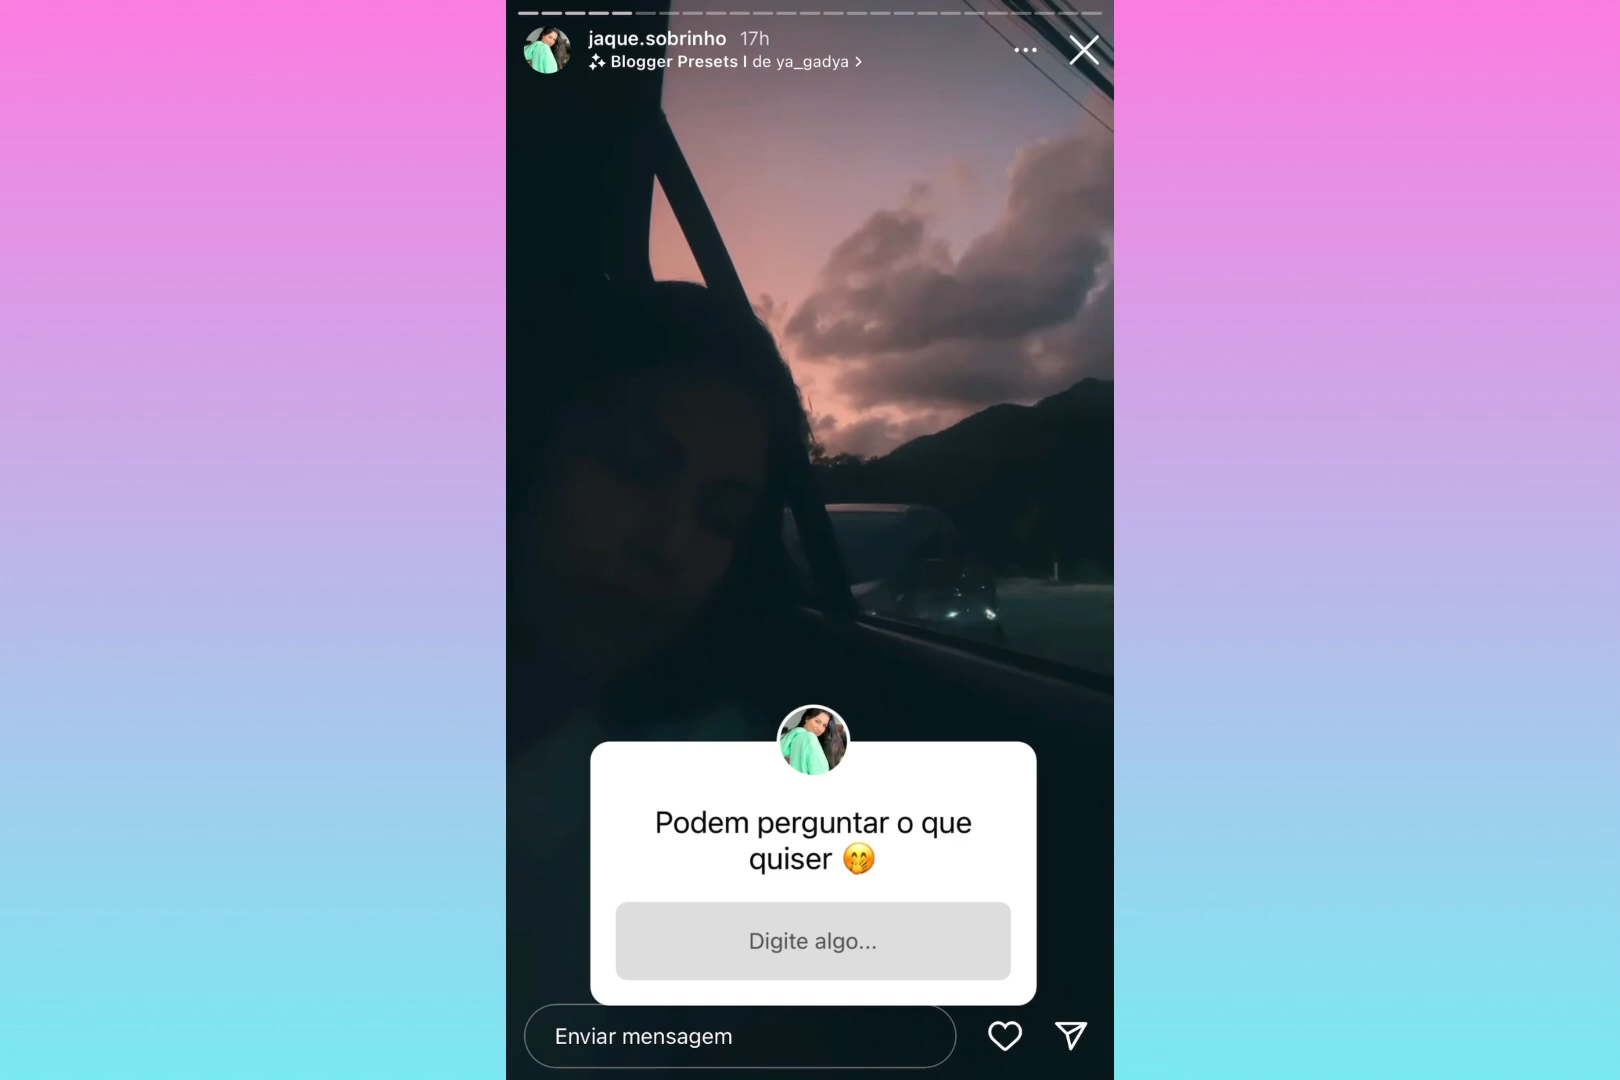 jaque.sobrinho 17h
Blogger Presets I de ya_gadya >
Podem perguntar o que
quiser 🤭
Digite algo...
Enviar mensagem